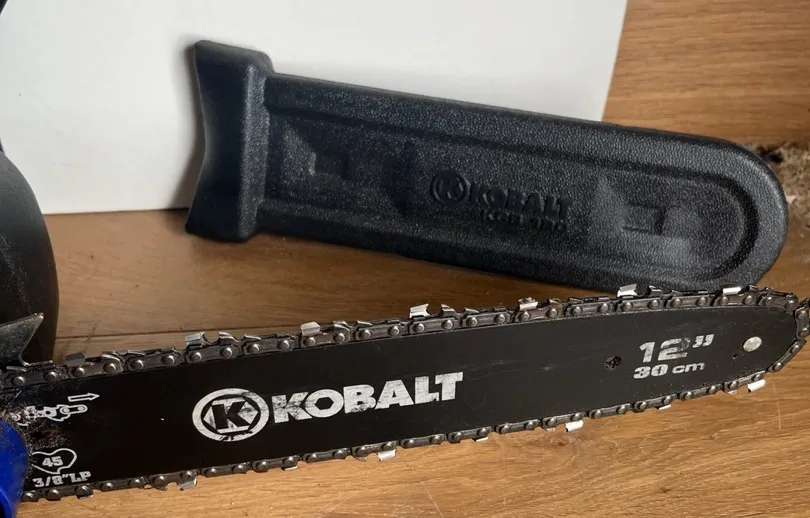 KOBALT
KOBALT
12"
30 cm
45
3/8"LP